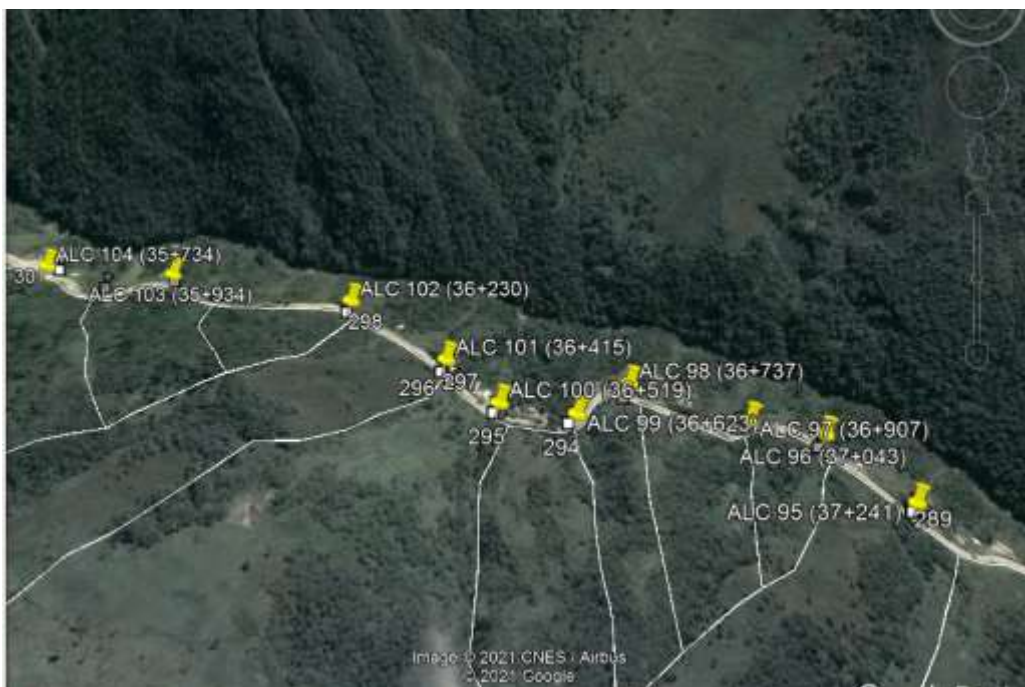 ALC 104 (35+734)
ALC 103 (35+934)
ALC 102 (36+230)
298
ALC 101 (36+415)
296
297
ALC 100 (36+519)
295
ALC 98 (36+737)
ALC 99 (36+623)
294
ALC 97 (36+907)
ALC 96 (37+043)
ALC 95 (37+241)
289
Image © 2021 CNES / Airbus
© 2021 Google